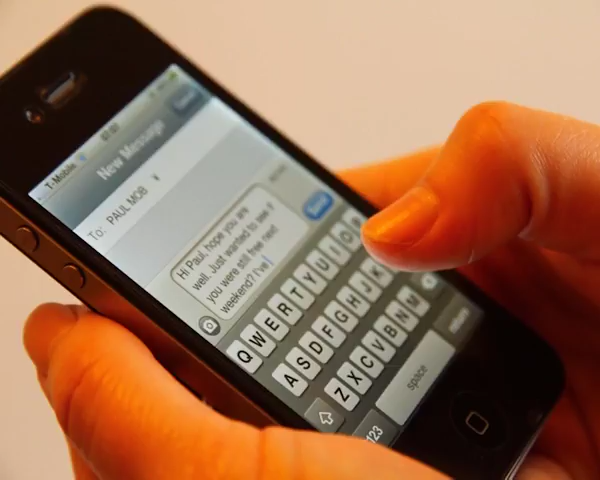 T-Mobile
New Message
To: PAUL MOB
Hi Paul, hope you are
well. Just wanted to see if
you were still free next
weekend? I've
Send
Q W E R T Y U I O P
A S D F G H J K
Z X C V B N M
123
space